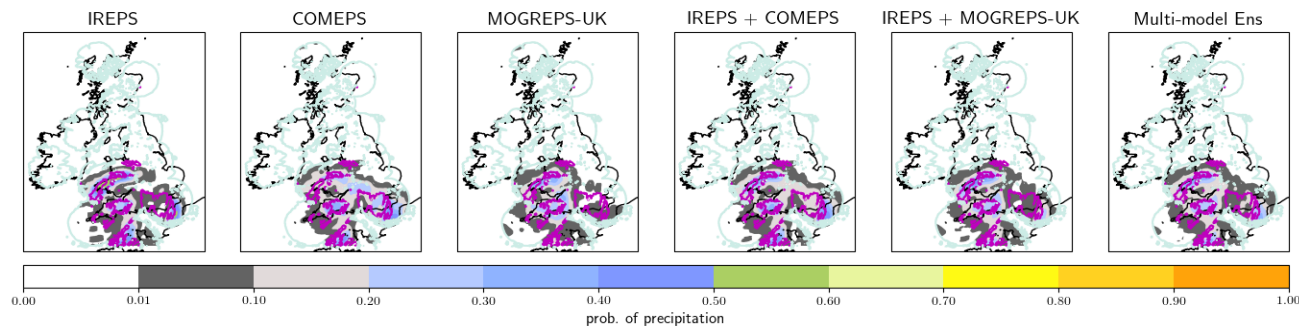 IREPS COMEPS MOGREPS-UK IREPS + COMEPS IREPS + MOGREPS-UK Multi-model Ens
0.00 0.01 0.10 0.20 0.30 0.40 0.50 0.60 0.70 0.80 0.90 1.00
prob. of precipitation